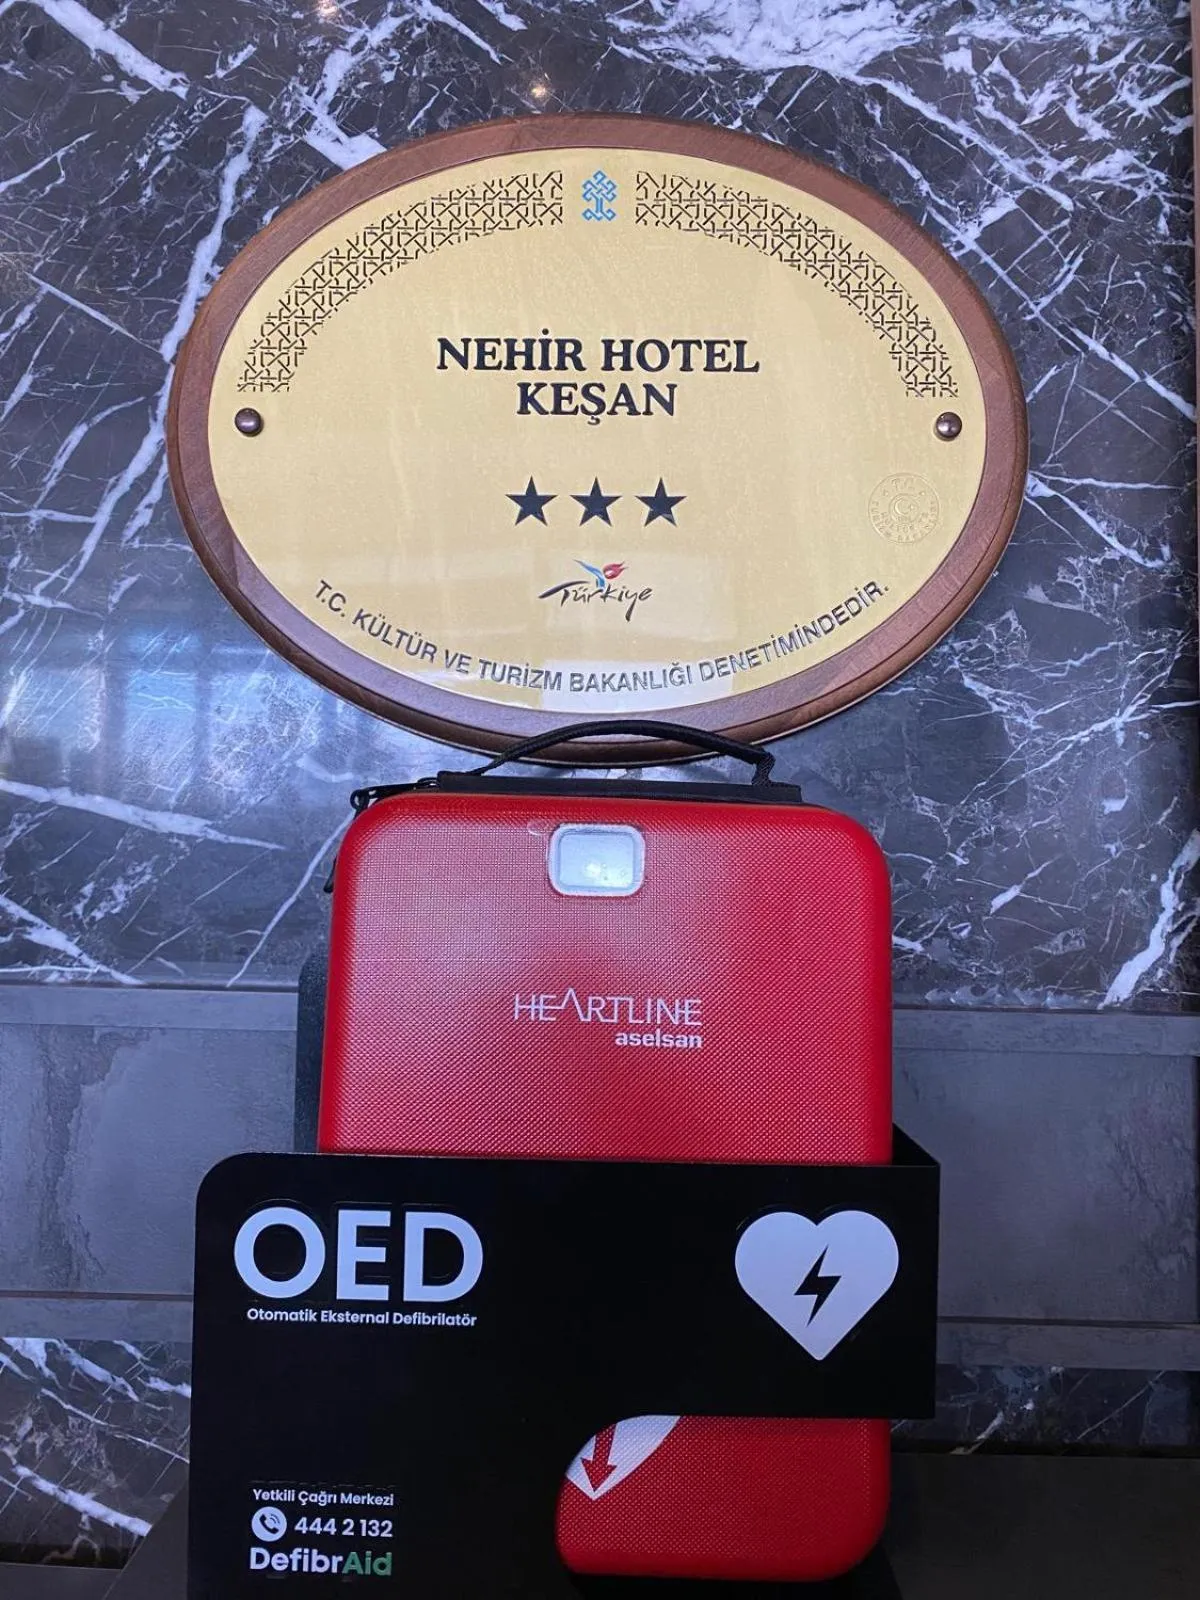 NEHİR HOTEL
KEŞAN
Türkiye
T.C. KÜLTÜR VE TURİZM BAKANLIĞI DENETİMİNDEDİR.
HEARTLINE
aselsan
OED
Otomatik Eksternal Defibrilatör
Yetkili Çağrı Merkezi
444 2 132
DefibrAid